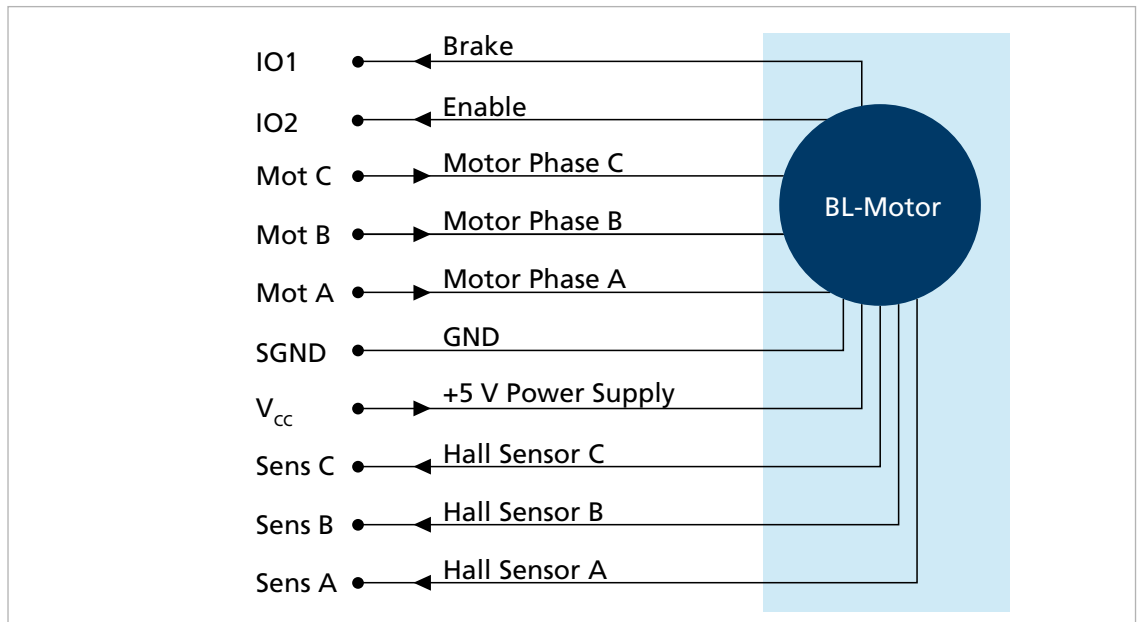 IO1 Brake
IO2 Enable
Mot C Motor Phase C
Mot B Motor Phase B
BL-Motor
Mot A Motor Phase A
SGND GND
Vcc +5 V Power Supply
Sens C Hall Sensor C
Sens B Hall Sensor B
Sens A Hall Sensor A